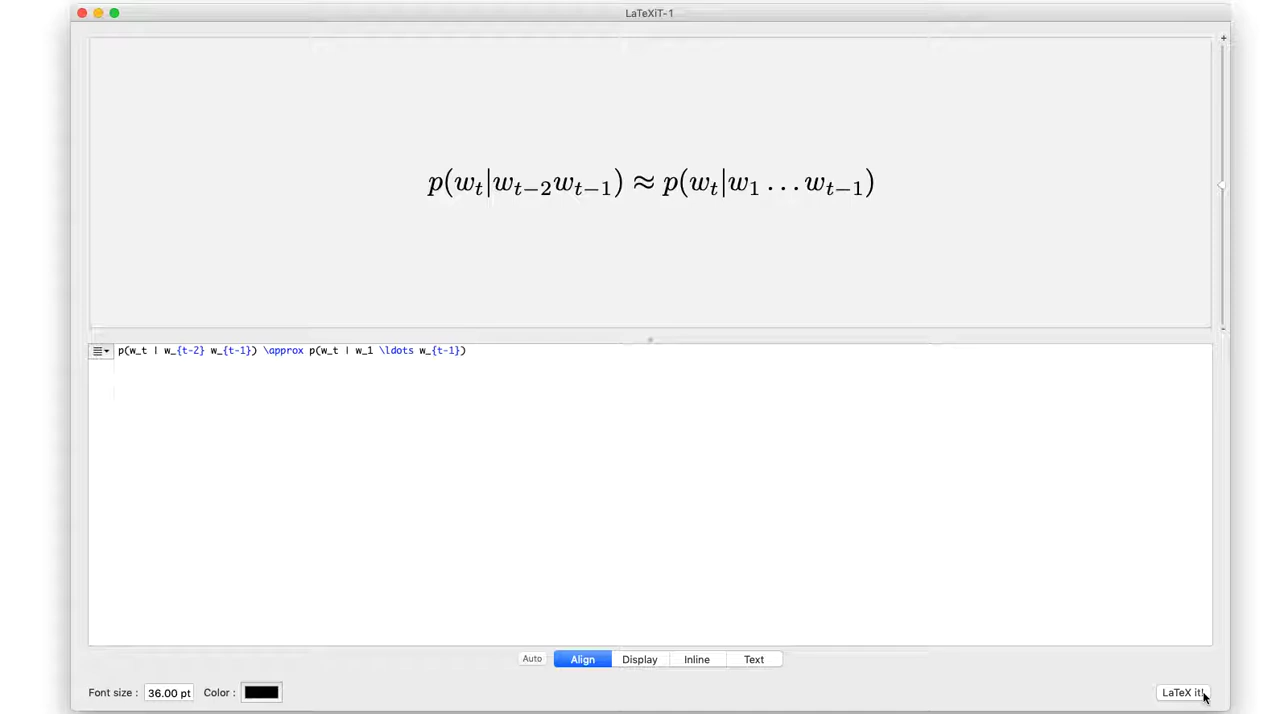 LaTeXiT-1
+
p(w_t|w_{t−2}w_{t−1}) ≈ p(w_t|w_1 … w_{t−1})
-
p(w_t | w_{t-2} w_{t-1}) \approx p(w_t | w_1 \ldots w_{t-1})
Auto Align Display Inline Text
Font size : 36.00 pt Color : LaTeX it!